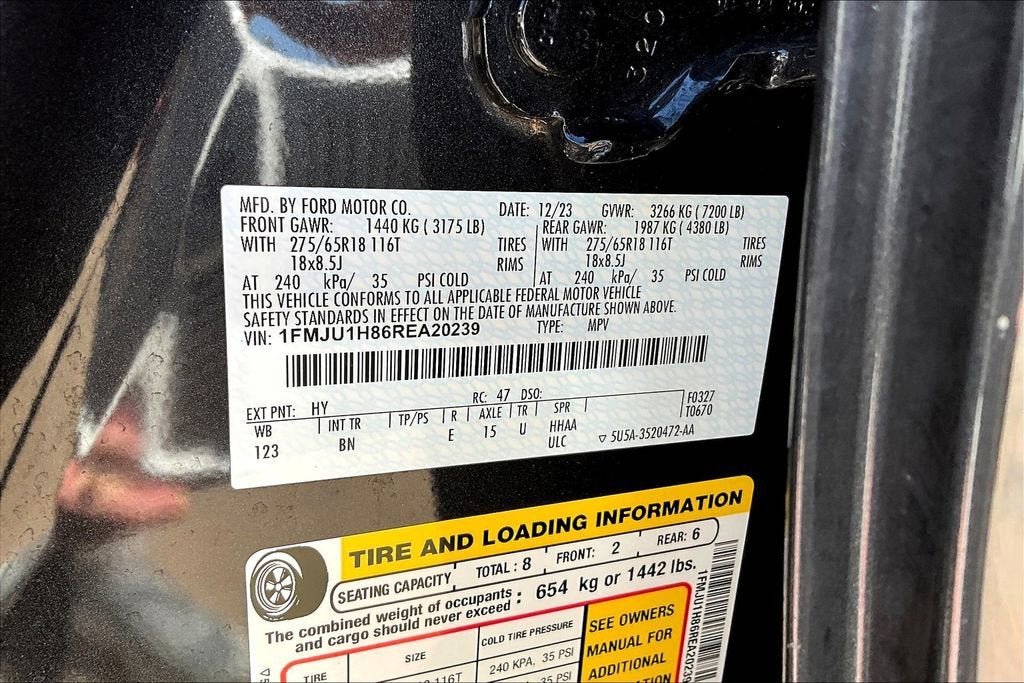 320
MFD. BY FORD MOTOR CO. DATE: 12/23 GVWR: 3266 KG ( 7200 LB)
FRONT GAWR: 1440 KG ( 3175 LB) REAR GAWR: 1987 KG ( 4380 LB)
WITH 275/65R18 116T TIRES WITH 275/65R18 116T TIRES
18x8.5J RIMS 18x8.5J RIMS
AT 240 kPa/ 35 PSI COLD AT 240 kPa/ 35 PSI COLD
THIS VEHICLE CONFORMS TO ALL APPLICABLE FEDERAL MOTOR VEHICLE
SAFETY STANDARDS IN EFFECT ON THE DATE OF MANUFACTURE SHOWN ABOVE.
VIN: 1FMJU1H86REA20239 TYPE: MPV
EXT PNT: HY RC: 47 DSO: F0327
WB INT TR TP/PS R AXLE TR SPR T0670
123 BN E 15 U HHAA
ULC 5U5A-3520472-AA
TIRE AND LOADING INFORMATION
SEATING CAPACITY TOTAL: 8 FRONT: 2 REAR: 6
The combined weight of occupants : 654 kg or 1442 lbs.
and cargo should never exceed
TIRE SIZE COLD TIRE PRESSURE
240 KPA, 35 PSI
116T 35 PSI
SEE OWNERS
MANUAL FOR
ADDITIONAL
1FMJU1H86REA20239